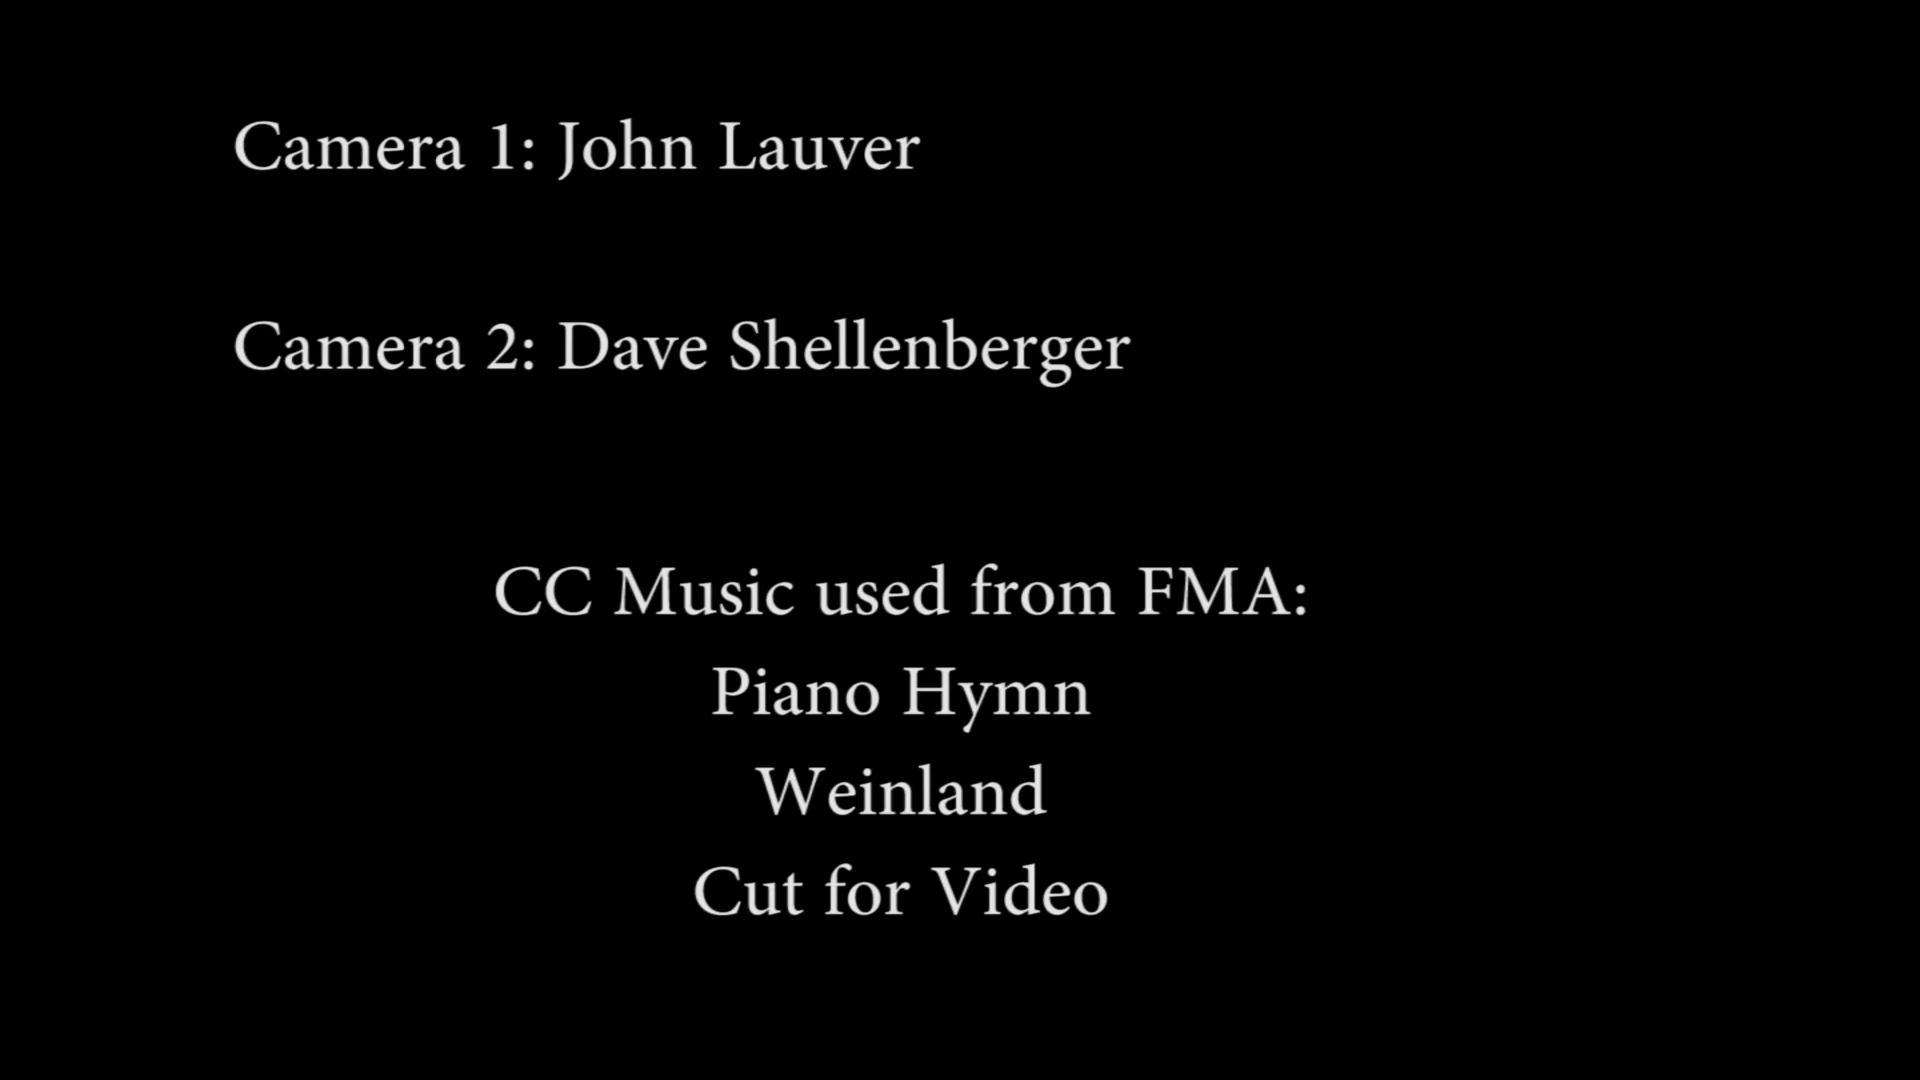 Camera 1: John Lauver
Camera 2: Dave Shellenberger
CC Music used from FMA:
Piano Hymn
Weinland
Cut for Video